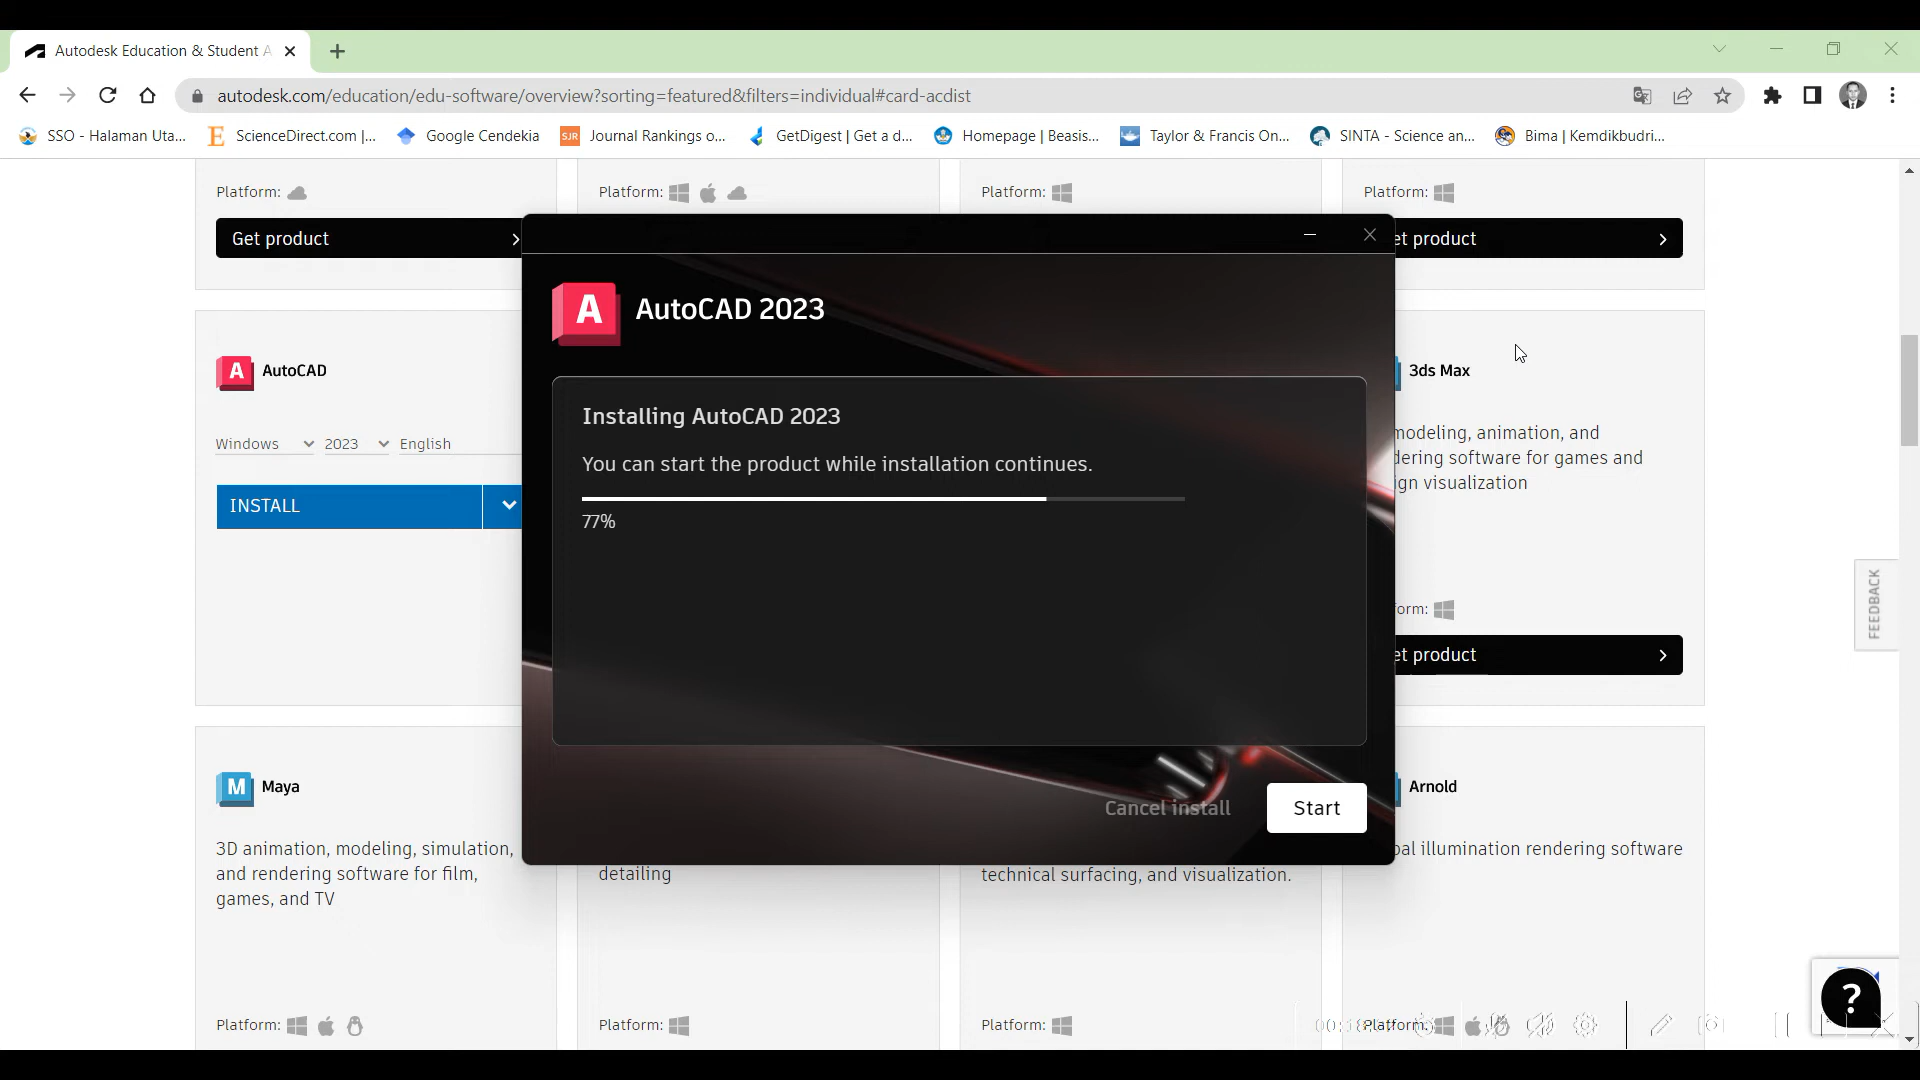 Autodesk Education & Student A
autodesk.com/education/edu-software/overview?sorting=featured&filters=individual#card-acdist
SSO - Halaman Uta...
ScienceDirect.com |...
Google Cendekia
SJR
Journal Rankings o...
GetDigest | Get a d...
Homepage | Beasis...
Taylor & Francis On...
SINTA - Science an...
Bima | Kemdikbudri...
Platform:
Platform:
Platform:
Platform:
Get product
et product
A AutoCAD 2023
Installing AutoCAD 2023
You can start the product while installation continues.
77%
Cancel install
Start
A AutoCAD
Windows 2023 English
INSTALL
3ds Max
modeling, animation, and
dering software for games and
ign visualization
form:
et product
FEEDBACK
M Maya
3D animation, modeling, simulation,
and rendering software for film,
games, and TV
detailing
technical surfacing, and visualization.
Arnold
bal illumination rendering software
Platform:
Platform:
Platform:
Platform:
?